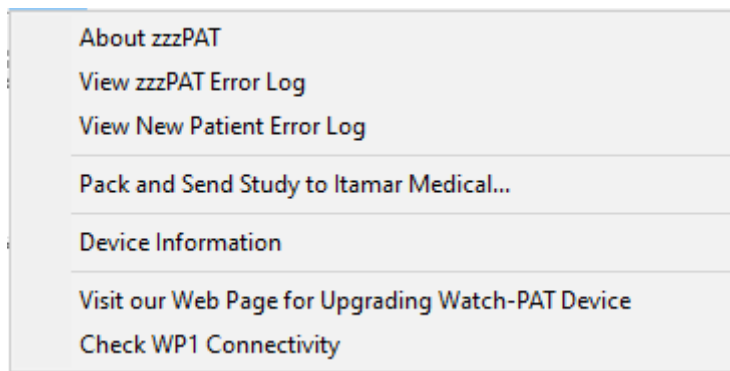 About zzzPAT
View zzzPAT Error Log
View New Patient Error Log
Pack and Send Study to Itamar Medical...
Device Information
Visit our Web Page for Upgrading Watch-PAT Device
Check WP1 Connectivity